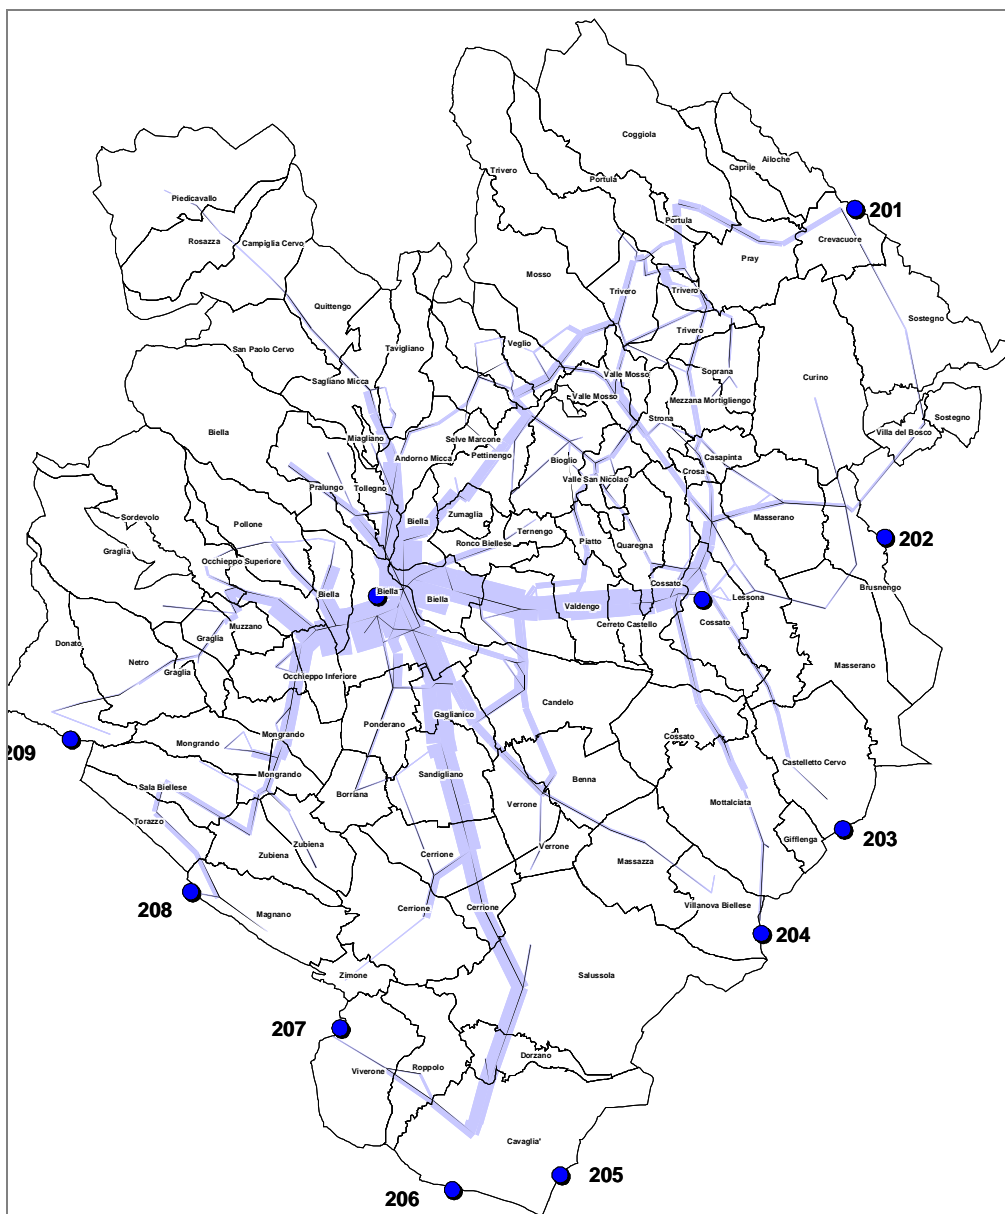 Coggiola
Ailoche
Caprile
Trivero
Portula
Piedicavallo
201
Portula
Rosazza
Campiglia Cervo
Crevacuore
Pray
Mosso
Trivero
Trivero
Quittengo
Sostegno
Trivero
Veglio
San Paolo Cervo
Tavigliano
Soprana
Valle Mosso
Curino
Sagliano Micca
Valle Mosso
Mezzana Mortigliengo
Strona
Sostegno
Biella
Villa del Bosco
Miagliano
Selve Marcone
Pettinengo
Andorno Micca
Bioglio
Casapinta
Crosa
Valle San Nicolao
Pralungo
Tollegno
Zumaglia
Sordevolo
Pollone
Biella
Masserano
Ternengo
202
Ronco Biellese
Piatto
Quaregna
Graglia
Occhieppo Superiore
Cossato
Brusnengo
Biella
Biella
Biella
Valdengo
Lessona
Muzzano
Cerreto Castello
Cossato
Graglia
Donato
Netro
Masserano
Graglia
Occhieppo Inferiore
Candelo
Gaglianico
Ponderano
Mongrando
Cossato
Mongrando
209
Castelletto Cervo
Mongrando
Sandigliano
Benna
Sala Biellese
Borriana
Verrone
Mottalciata
Torazzo
Gifflenga
203
Zubiena
Verrone
Zubiena
Cerrione
Massazza
Villanova Biellese
208
Magnano
Cerrione
Cerrione
204
Zimone
Salussola
207
Dorzano
Roppolo
Viverone
Cavaglia'
205
206